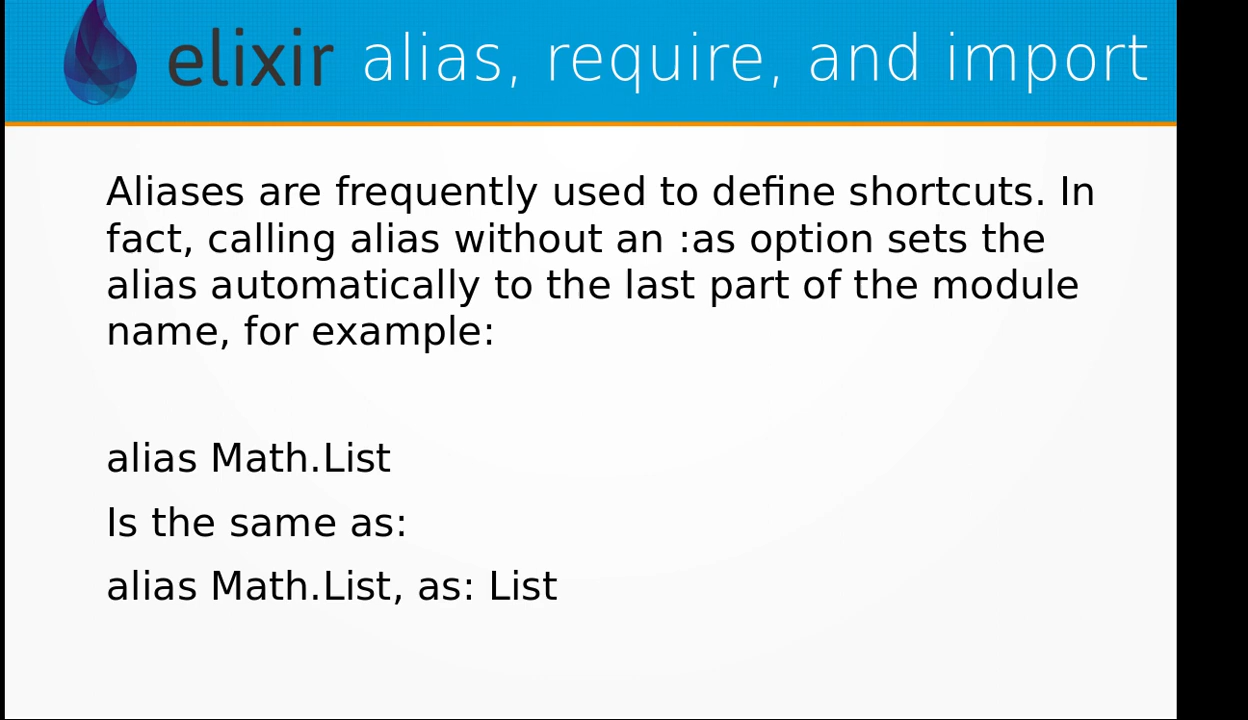 elixir alias, require, and import
Aliases are frequently used to define shortcuts. In
fact, calling alias without an :as option sets the
alias automatically to the last part of the module
name, for example:
alias Math.List
Is the same as:
alias Math.List, as: List